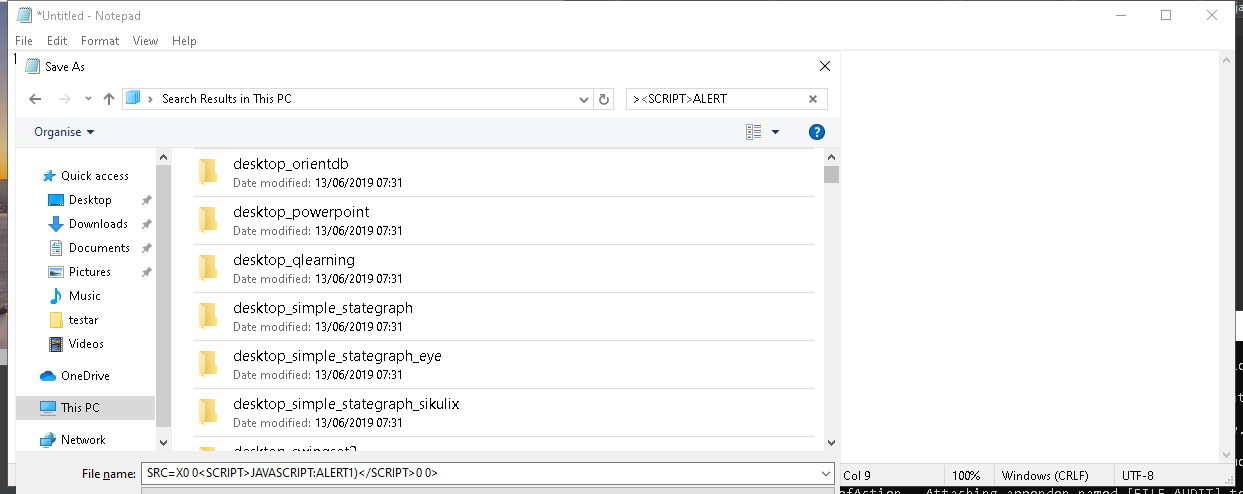 *Untitled - Notepad
File Edit Format View Help
Save As
Search Results in This PC
><SCRIPT>ALERT
Organise
Quick access
Desktop
Downloads
Documents
Pictures
Music
testar
Videos
OneDrive
This PC
Network
desktop_orientdb
Date modified: 13/06/2019 07:31
desktop_powerpoint
Date modified: 13/06/2019 07:31
desktop_qlearning
Date modified: 13/06/2019 07:31
desktop_simple_stategraph
Date modified: 13/06/2019 07:31
desktop_simple_stategraph_eye
Date modified: 13/06/2019 07:31
desktop_simple_stategraph_sikulix
Date modified: 13/06/2019 07:31
File name: SRC=X0 0<SCRIPT>JAVASCRIPT:ALERT1)</SCRIPT>0 0>
Col 9 100% Windows (CRLF) UTF-8